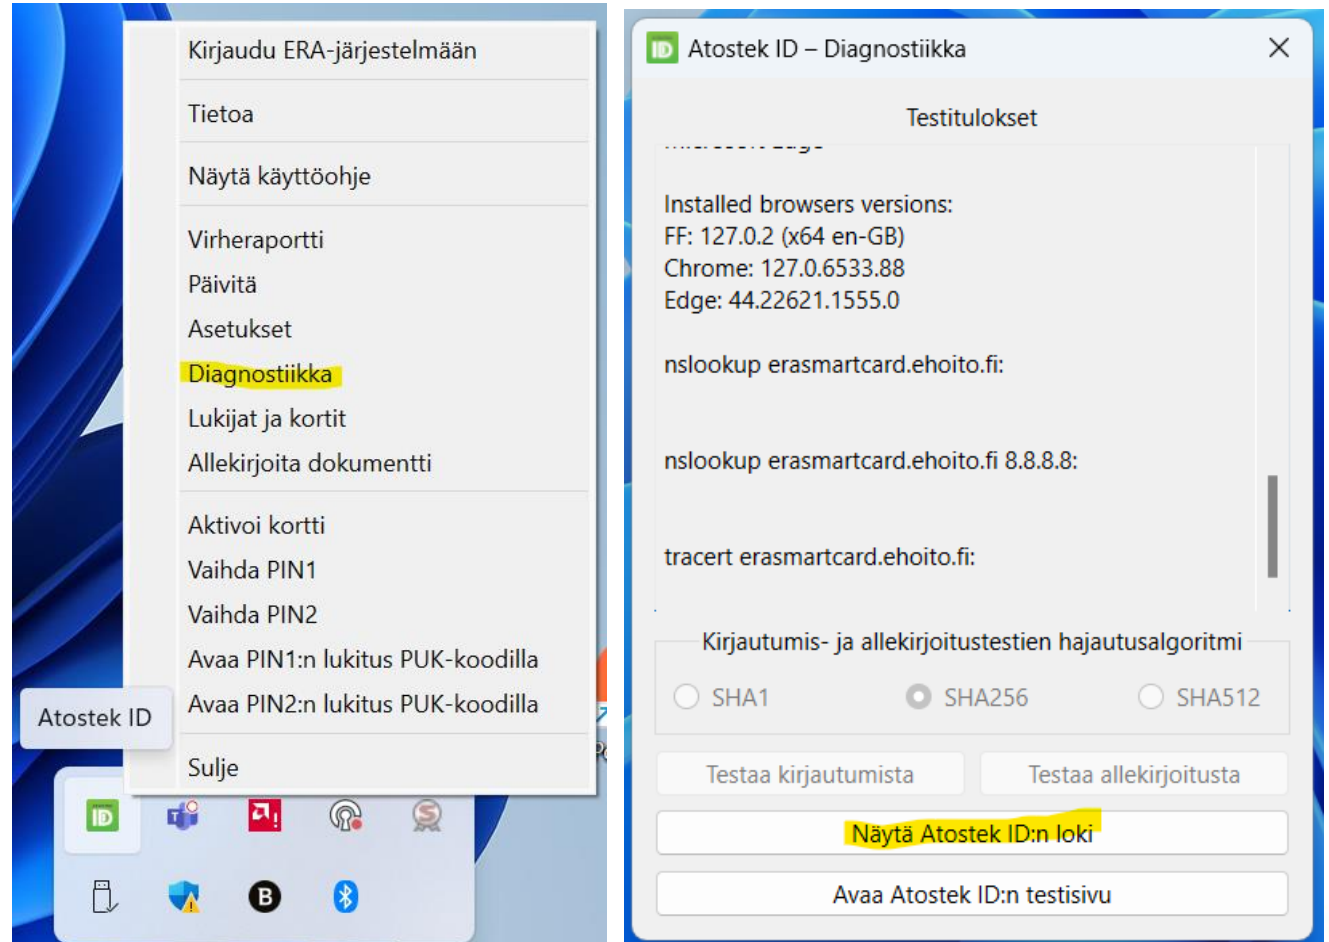 Kirjaudu ERA-järjestelmään
Tietoa
Näytä käyttöohje
Virheraportti
Päivitä
Asetukset
Diagnostiikka
Lukijat ja kortit
Allekirjoita dokumentti
Aktivoi kortti
Vaihda PIN1
Vaihda PIN2
Avaa PIN1:n lukitus PUK-koodilla
Avaa PIN2:n lukitus PUK-koodilla
Sulje
Atostek ID
ID
ID
Atostek ID – Diagnostiikka
Testitulokset
Installed browsers versions:
FF: 127.0.2 (x64 en-GB)
Chrome: 127.0.6533.88
Edge: 44.22621.1555.0
nslookup erasmartcard.ehoito.fi:
nslookup erasmartcard.ehoito.fi 8.8.8.8:
tracert erasmartcard.ehoito.fi:
Kirjautumis- ja allekirjoitustestien hajautusalgoritmi
SHA1
SHA256
SHA512
Testaa kirjautumista
Testaa allekirjoitusta
Näytä Atostek ID:n loki
Avaa Atostek ID:n testisivu